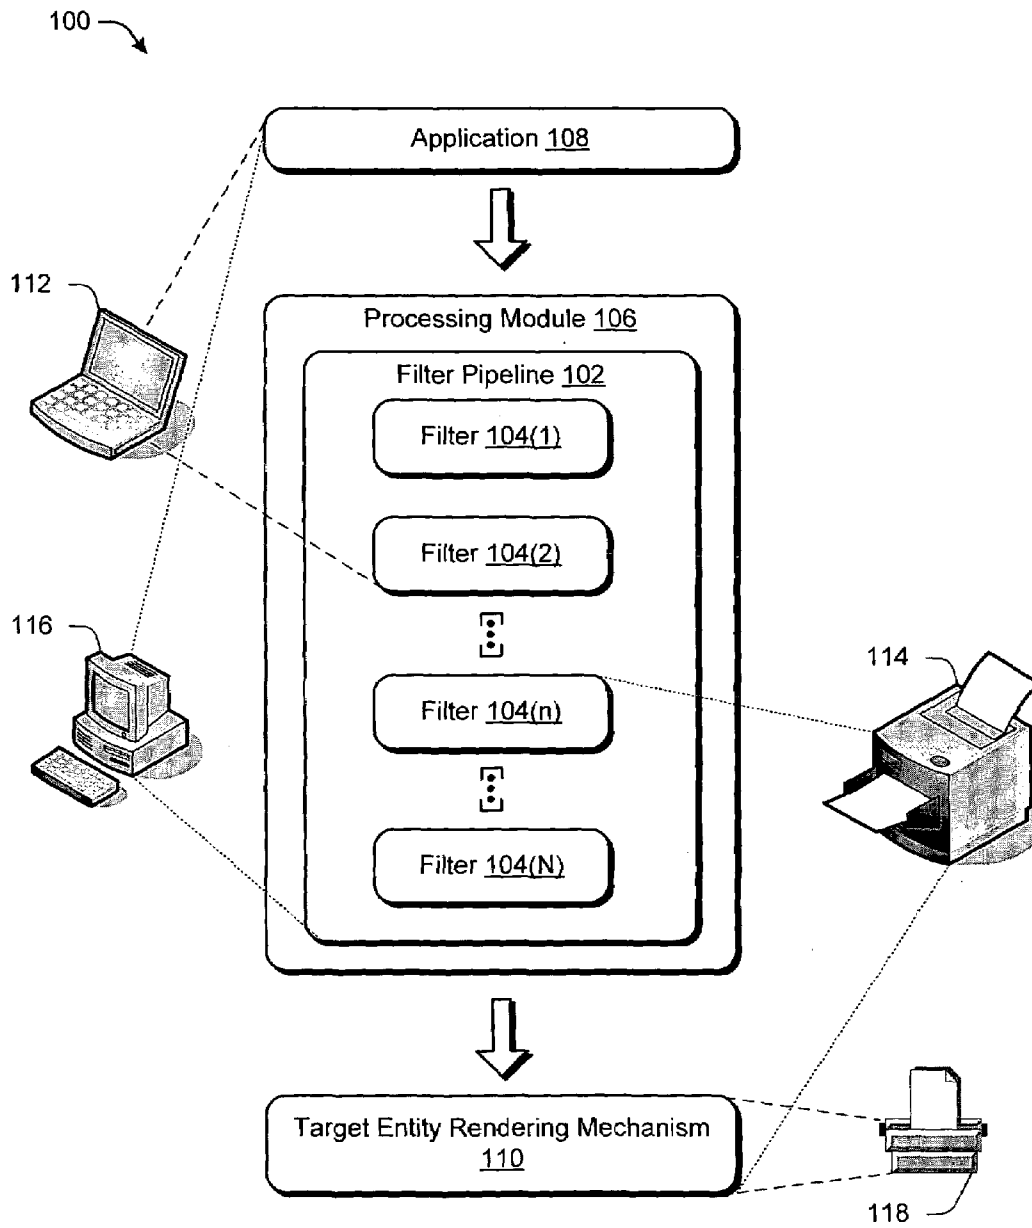 100
Application 108
112
Processing Module 106
Filter Pipeline 102
Filter 104(1)
Filter 104(2)
116
114
Filter 104(n)
Filter 104(N)
Target Entity Rendering Mechanism
110
118